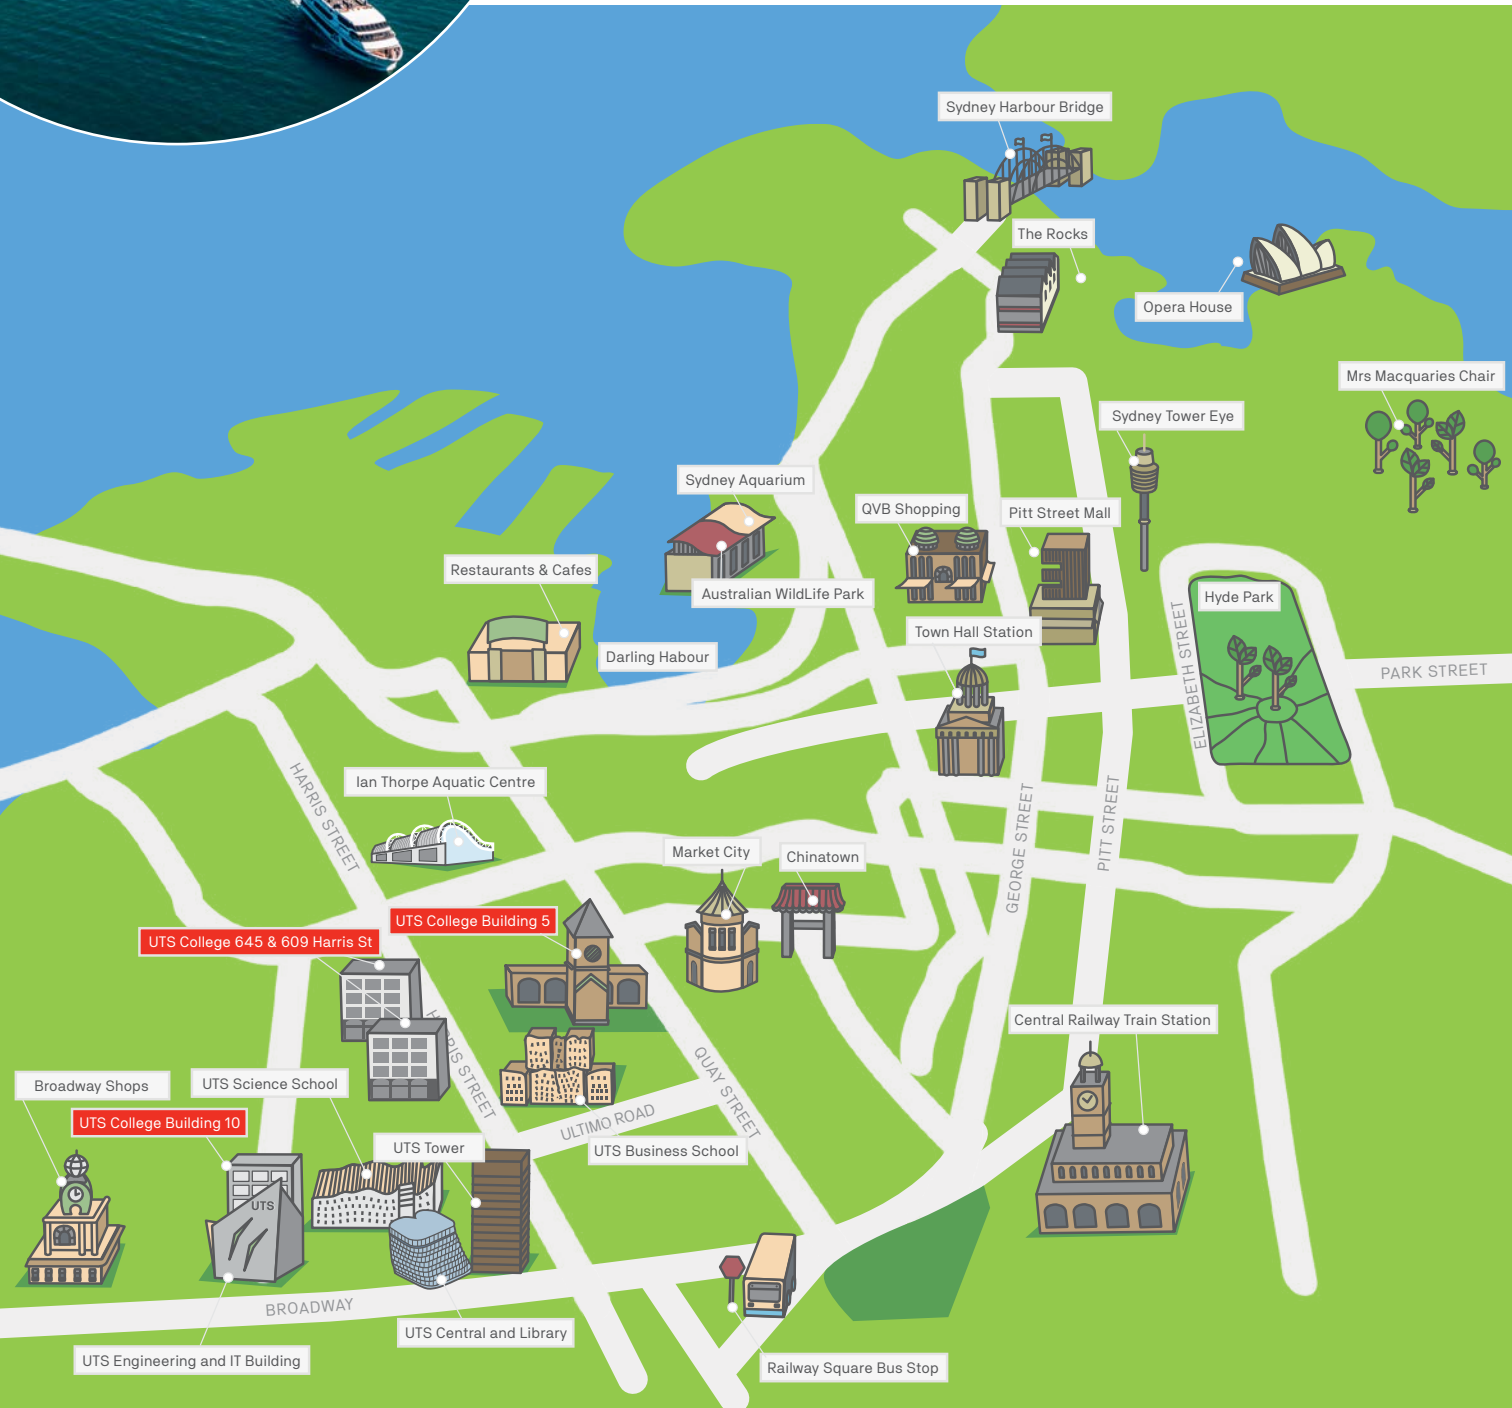 Sydney Harbour Bridge
The Rocks
Opera House
Mrs Macquaries Chair
Sydney Tower Eye
Sydney Aquarium
QVB Shopping
Pitt Street Mall
Restaurants & Cafes
Australian WildLife Park
Hyde Park
Town Hall Station
Darling Habour
ELIZABETH STREET
PARK STREET
HARRIS STREET
Ian Thorpe Aquatic Centre
GEORGE STREET
PITT STREET
Market City
Chinatown
UTS College Building 5
UTS College 645 & 609 Harris St
Central Railway Train Station
HARRIS STREET
QUAY STREET
Broadway Shops
UTS Science School
UTS College Building 10
ULTIMO ROAD
UTS Tower
UTS Business School
UTS
BROADWAY
UTS Central and Library
UTS Engineering and IT Building
Railway Square Bus Stop